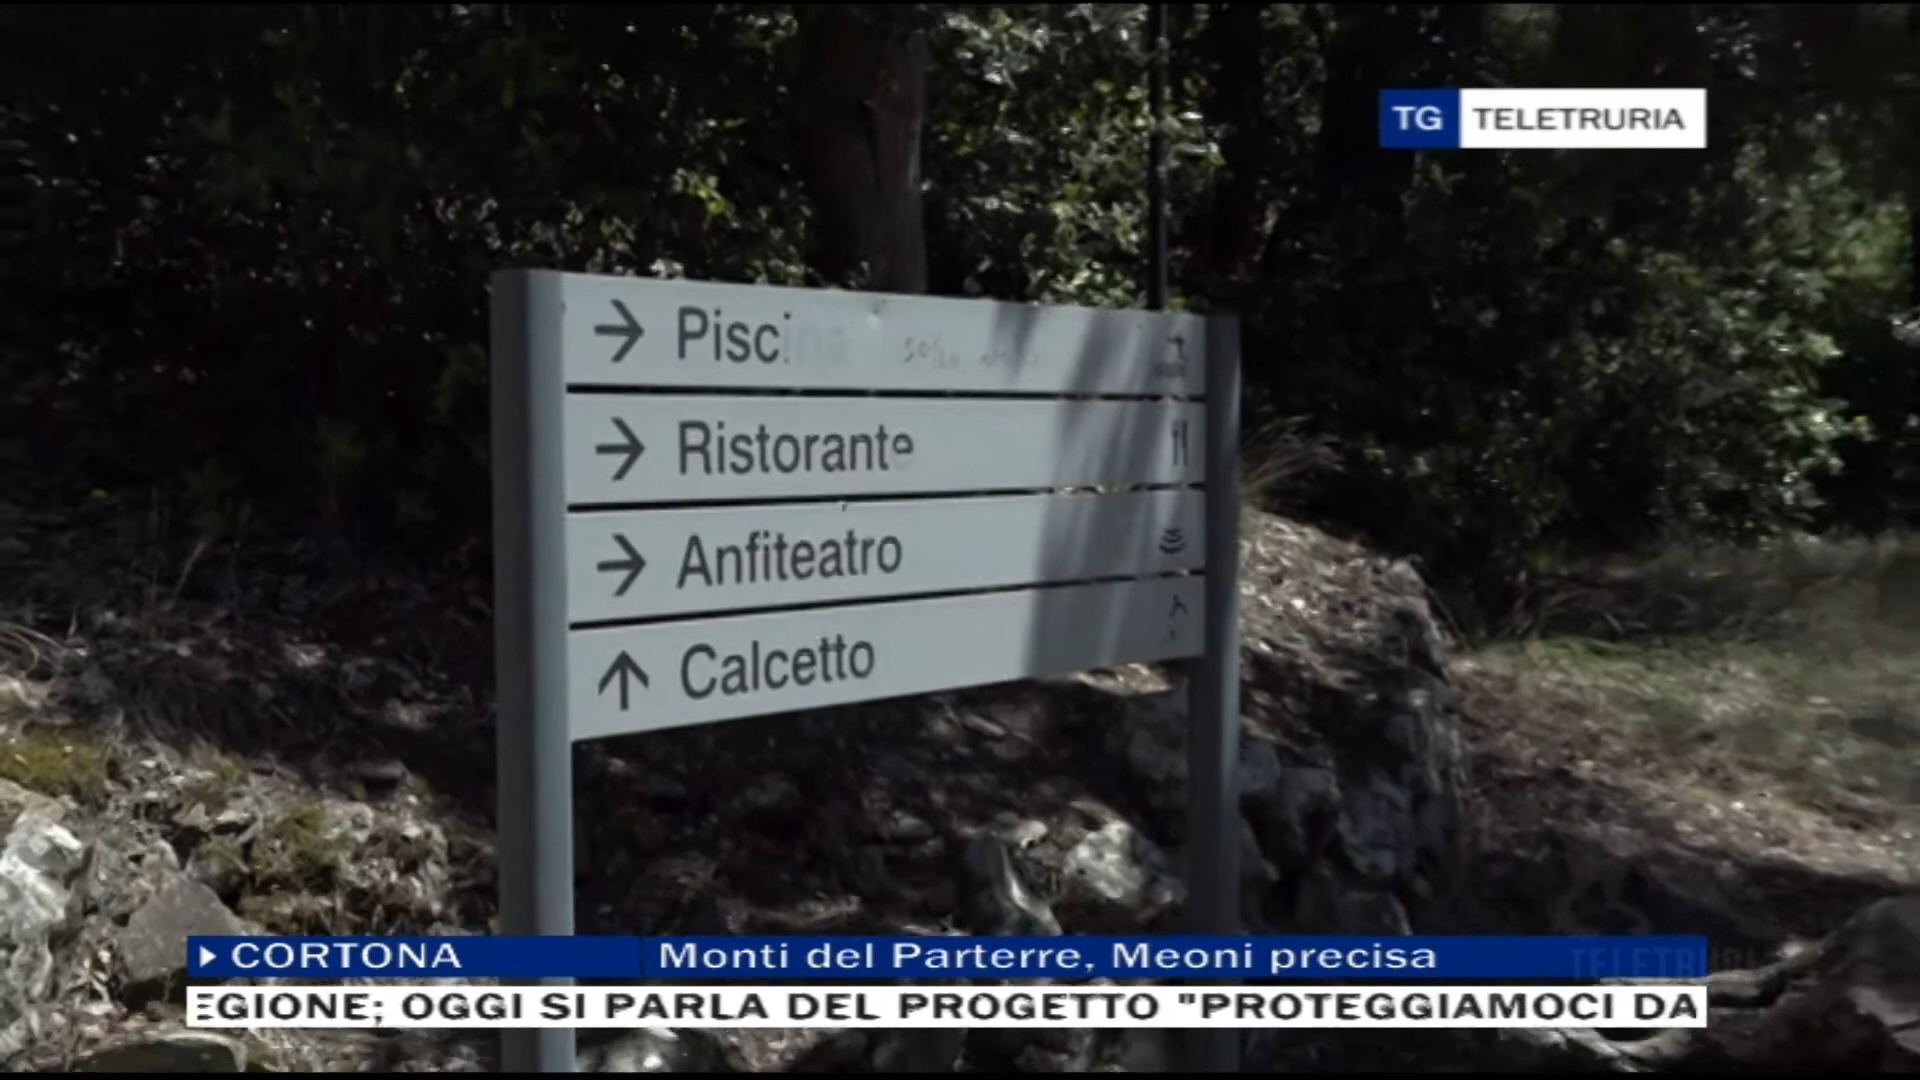 TG TELETRURIA
Piscina
Ristorante
Anfiteatro
Calcetto
CORTONA
Monti del Parterre, Meoni precisa
EGIONE; OGGI SI PARLA DEL PROGETTO "PROTEGGIAMOCI DA